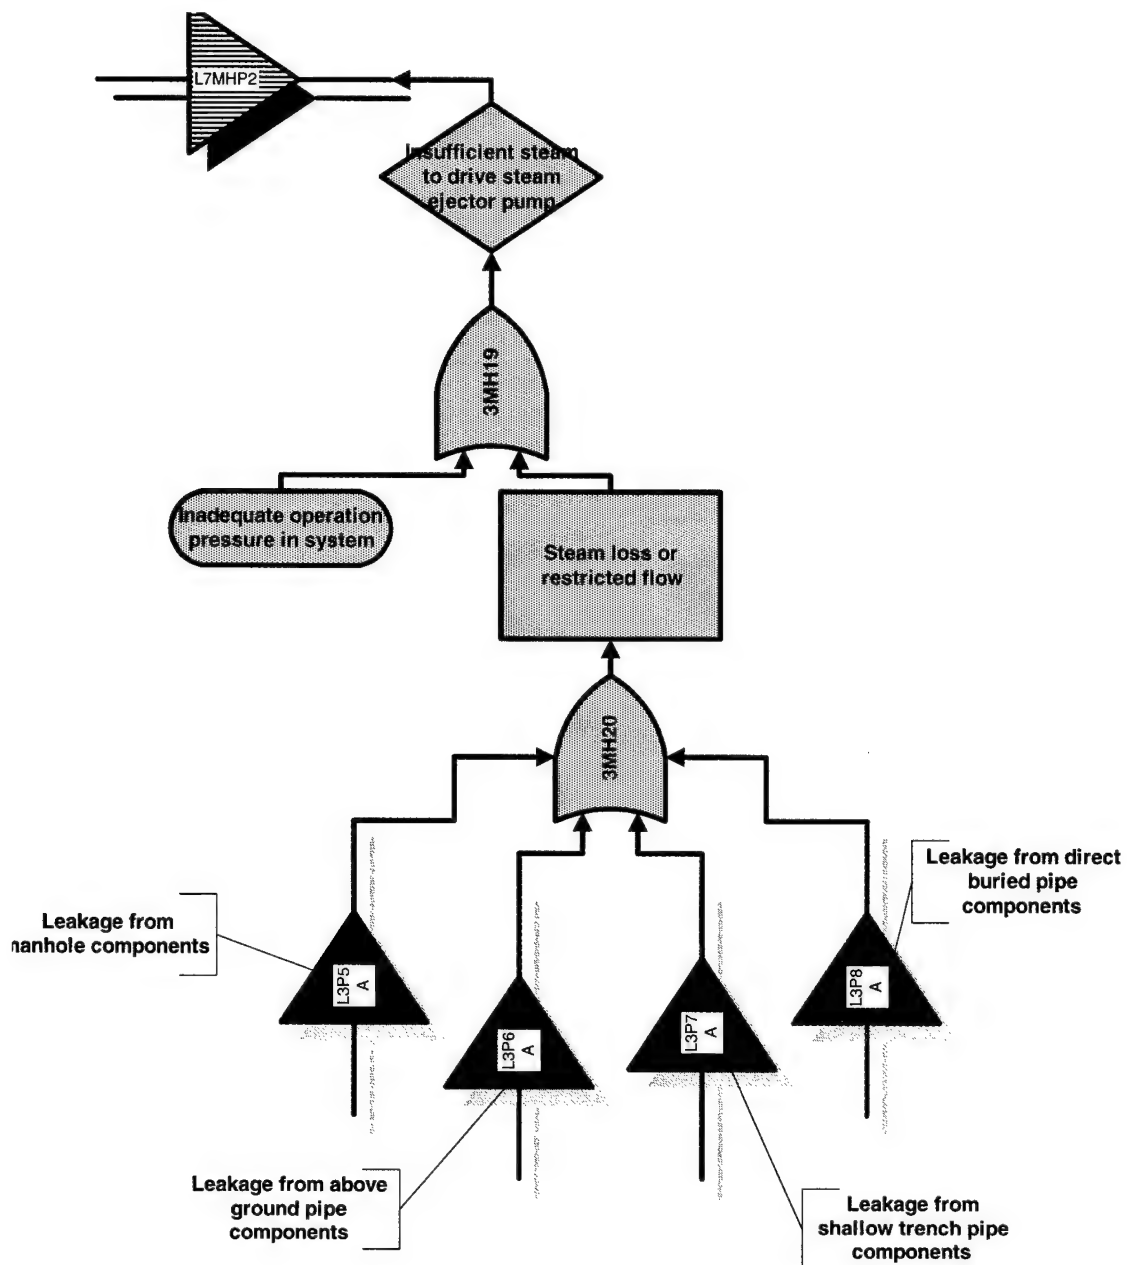 L7MHP2
Insufficient steam
to drive steam
ejector pump
3MH19
Inadequate operation
pressure in system
Steam loss or
restricted flow
3MH20
Leakage from direct
buried pipe
components
Leakage from
manhole components
L3P5
A
L3P6
A
L3P7
A
L3P8
A
Leakage from above
ground pipe
components
Leakage from
shallow trench pipe
components